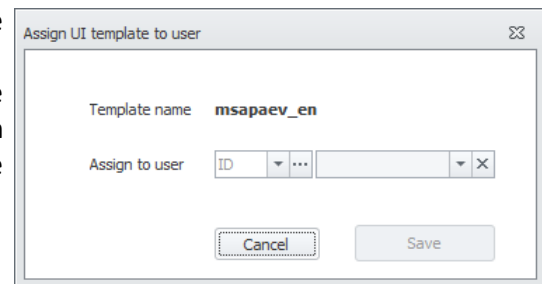 Assign UI template to user
Template name msapaev_en
Assign to user ID
Cancel Save